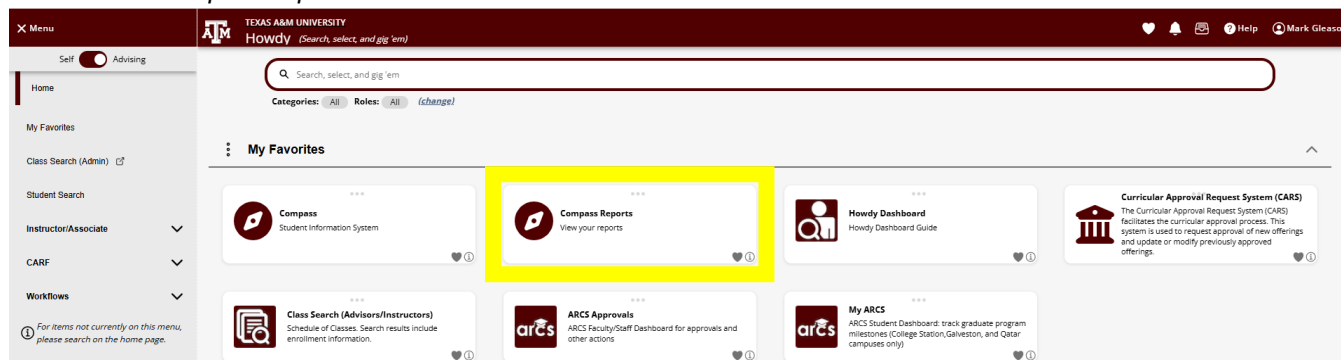 Menu
TEXAS A&M UNIVERSITY
Howdy (Search, select, and gig 'em)
Help
Mark Gleaso
Self
Advising
Home
My Favorites
Class Search (Admin)
Student Search
Instructor/Associate
CARF
Workflows
For items not currently on this menu,
please search on the home page.
Search, select, and gig 'em
Categories: All Roles: All (change)
My Favorites
Compass
Student Information System
Compass Reports
View your reports
Howdy Dashboard
Howdy Dashboard Guide
Curricular Approval Request System (CARS)
The Curricular Approval Request System (CARS)
facilitates the curricular approval process. This
system is used to request approval of new offerings
and update or modify previously approved
offerings.
Class Search (Advisors/Instructors)
Schedule of Classes. Search results include
enrollment information.
arcs
ARCS Approvals
ARCS Faculty/Staff Dashboard for approvals and
other actions
arcs
My ARCS
ARCS Student Dashboard: track graduate program
milestones (College Station,Galveston, and Qatar
campuses only)